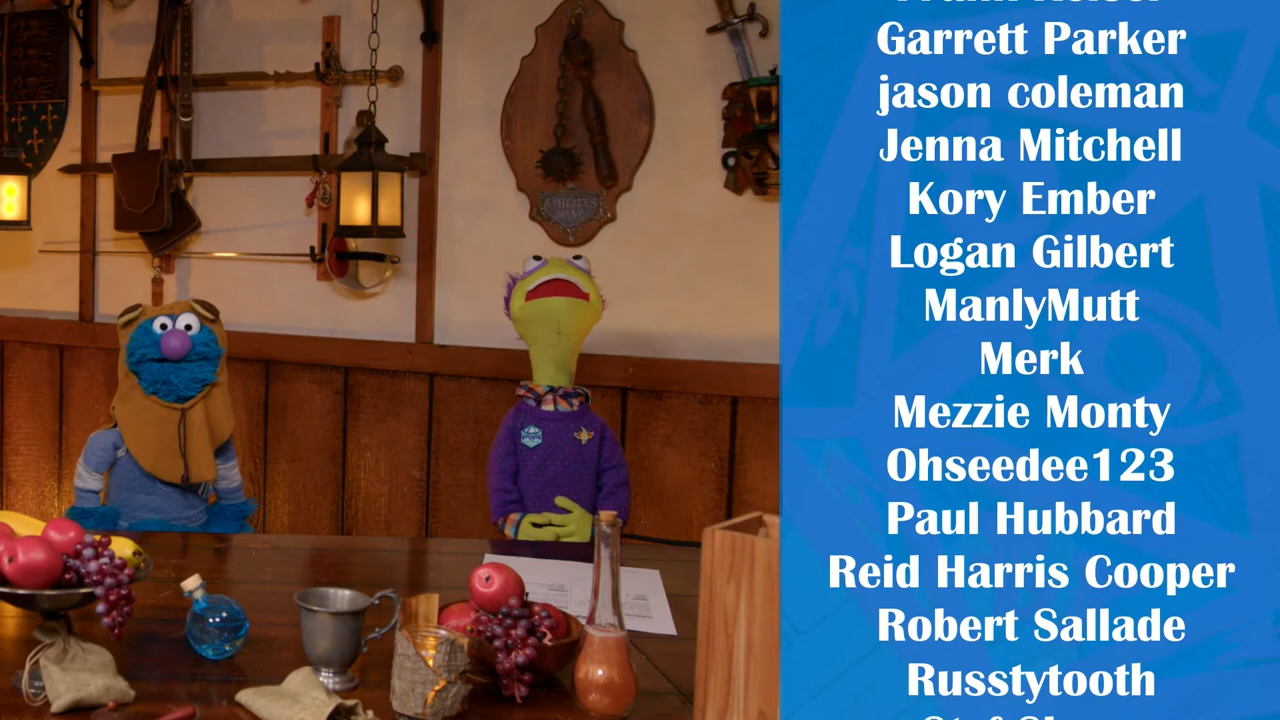 Garrett Parker
jason coleman
Jenna Mitchell
Kory Ember
Logan Gilbert
ManlyMutt
Merk
Mezzie Monty
Ohseedee123
Paul Hubbard
Reid Harris Cooper
Robert Sallade
Russtytooth